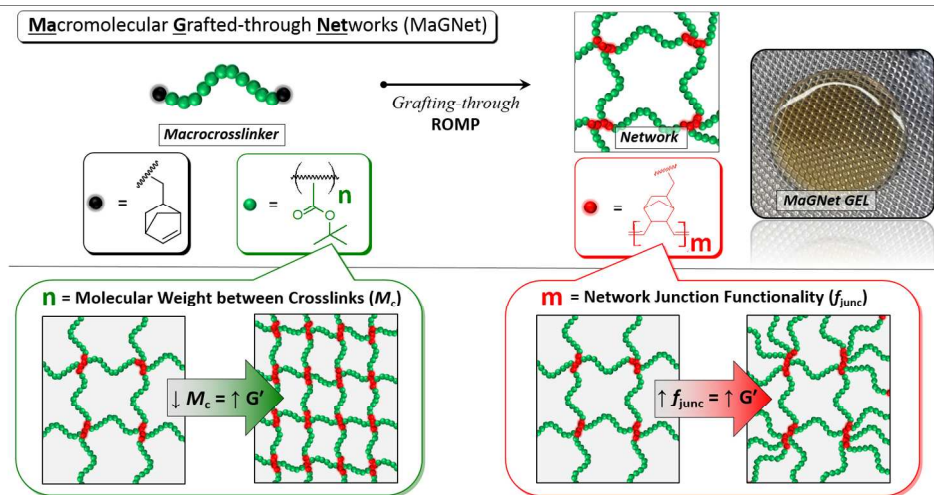 Macromolecular Grafted-through Networks (MaGNet)
Macrocrosslinker
Grafting-through
ROMP
Network
MaGNet GEL
=
= n
O O
=
m
n = Molecular Weight between Crosslinks (Mc)
↓ Mc = ↑ G′
m = Network Junction Functionality (fjunc)
↑ fjunc = ↑ G′